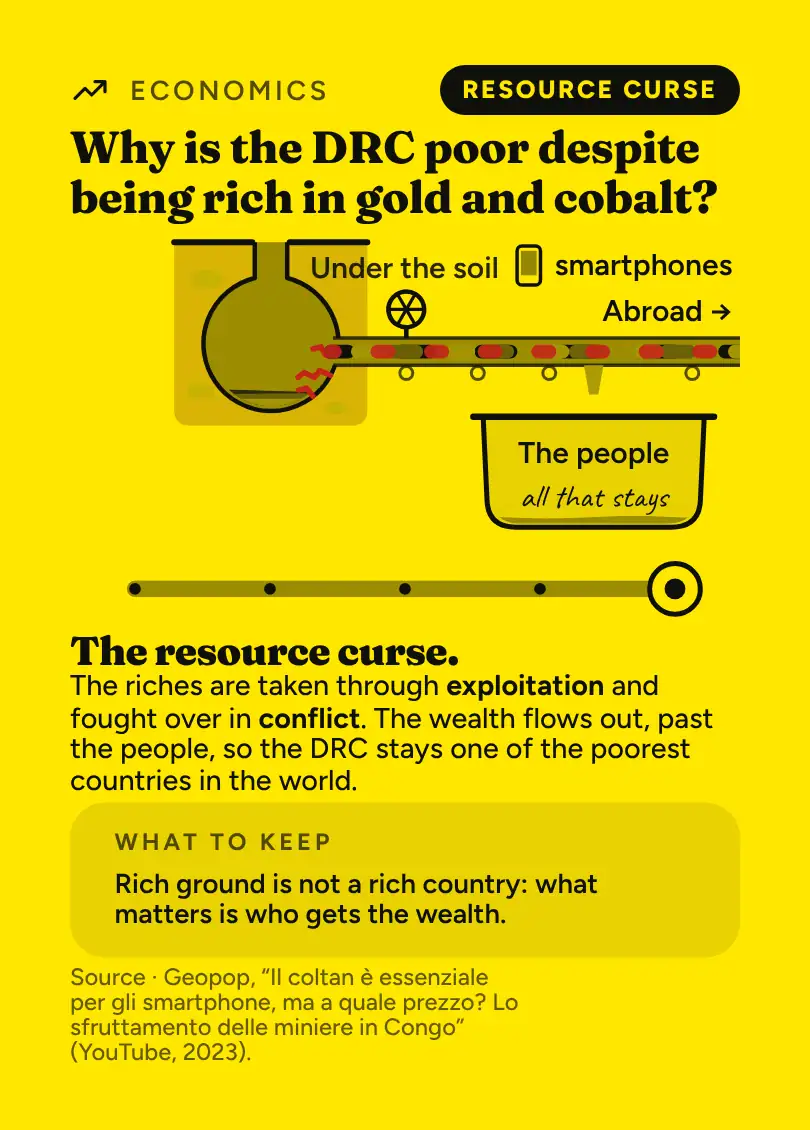 ECONOMICS
RESOURCE CURSE
Why is the DRC poor despite
being rich in gold and cobalt?
Under the soil
smartphones
Abroad →
The people
all that stays
The resource curse.
The riches are taken through exploitation and
fought over in conflict. The wealth flows out, past
the people, so the DRC stays one of the poorest
countries in the world.
WHAT TO KEEP
Rich ground is not a rich country: what
matters is who gets the wealth.
Source · Geopop, “Il coltan è essenziale
per gli smartphone, ma a quale prezzo? Lo
sfruttamento delle miniere in Congo”
(YouTube, 2023).